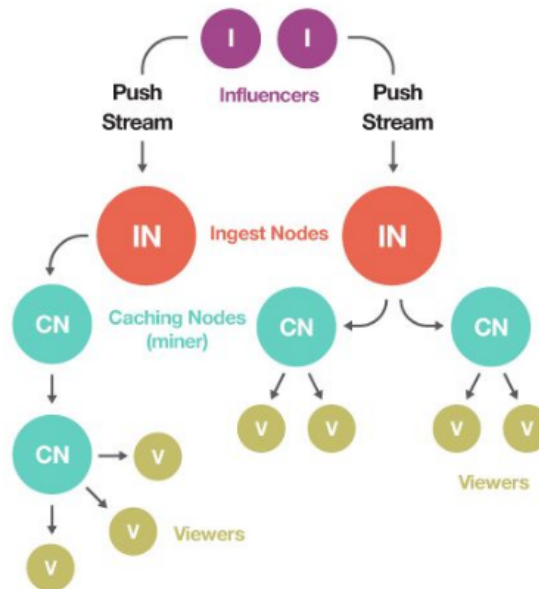 I I
Influencers
Push
Stream
Push
Stream
IN
Ingest Nodes
IN
CN
Caching Nodes
(miner)
CN
CN
V
V
V
V
CN
V
Viewers
V
Viewers
V